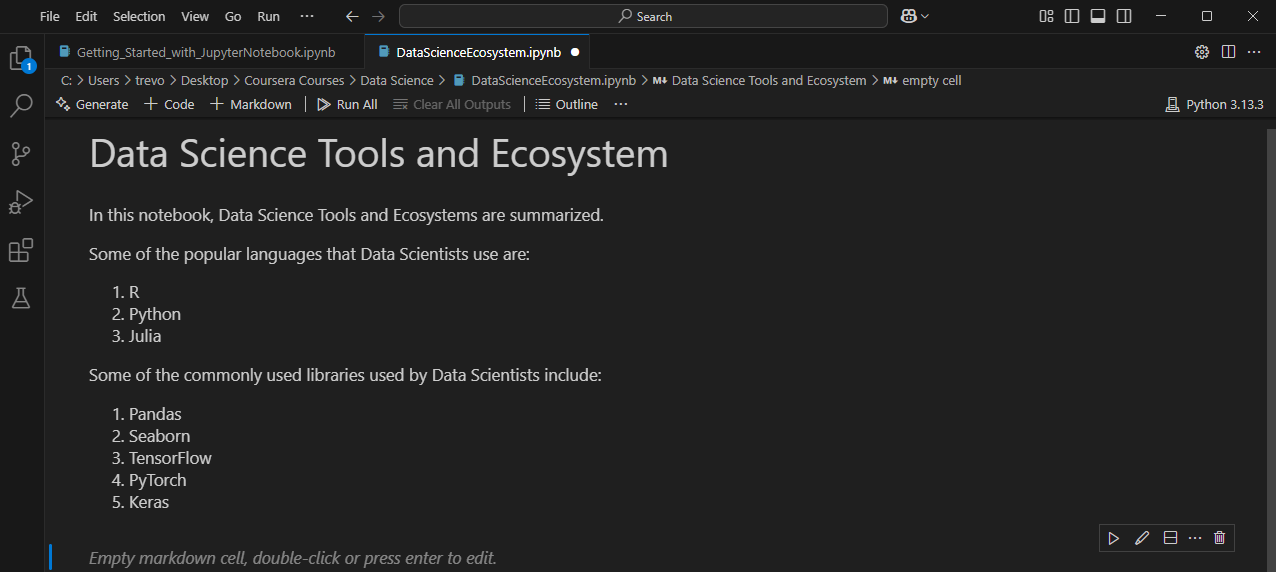 File Edit Selection View Go Run ··· Search
1
Getting_Started_with_JupyterNotebook.ipynb DataScienceEcosystem.ipynb
C: > Users > trevo > Desktop > Coursera Courses > Data Science > DataScienceEcosystem.ipynb > M↓ Data Science Tools and Ecosystem > M↓ empty cell
Generate + Code + Markdown | Run All Clear All Outputs | Outline ··· Python 3.13.3
Data Science Tools and Ecosystem
In this notebook, Data Science Tools and Ecosystems are summarized.
Some of the popular languages that Data Scientists use are:
1. R
2. Python
3. Julia
Some of the commonly used libraries used by Data Scientists include:
1. Pandas
2. Seaborn
3. TensorFlow
4. PyTorch
5. Keras
Empty markdown cell, double-click or press enter to edit.